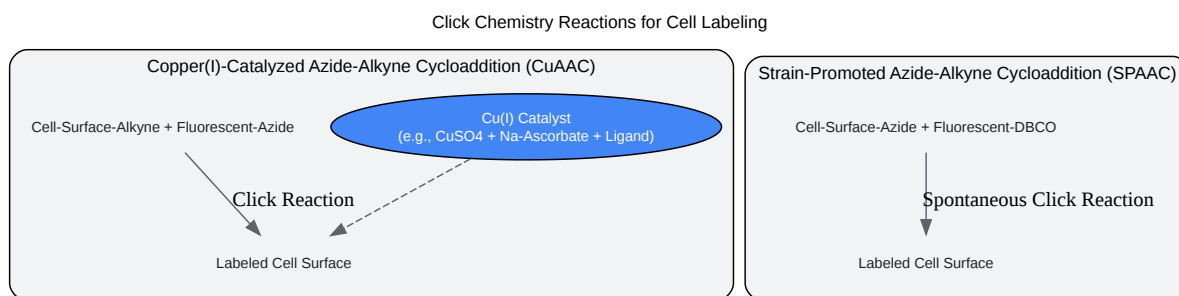 Click Chemistry Reactions for Cell Labeling
Copper(I)-Catalyzed Azide-Alkyne Cycloaddition (CuAAC)
Cell-Surface-Alkyne + Fluorescent-Azide
Cu(I) Catalyst
(e.g., CuSO4 + Na-Ascorbate + Ligand)
Click Reaction
Labeled Cell Surface
Strain-Promoted Azide-Alkyne Cycloaddition (SPAAC)
Cell-Surface-Azide + Fluorescent-DBCO
Spontaneous Click Reaction
Labeled Cell Surface